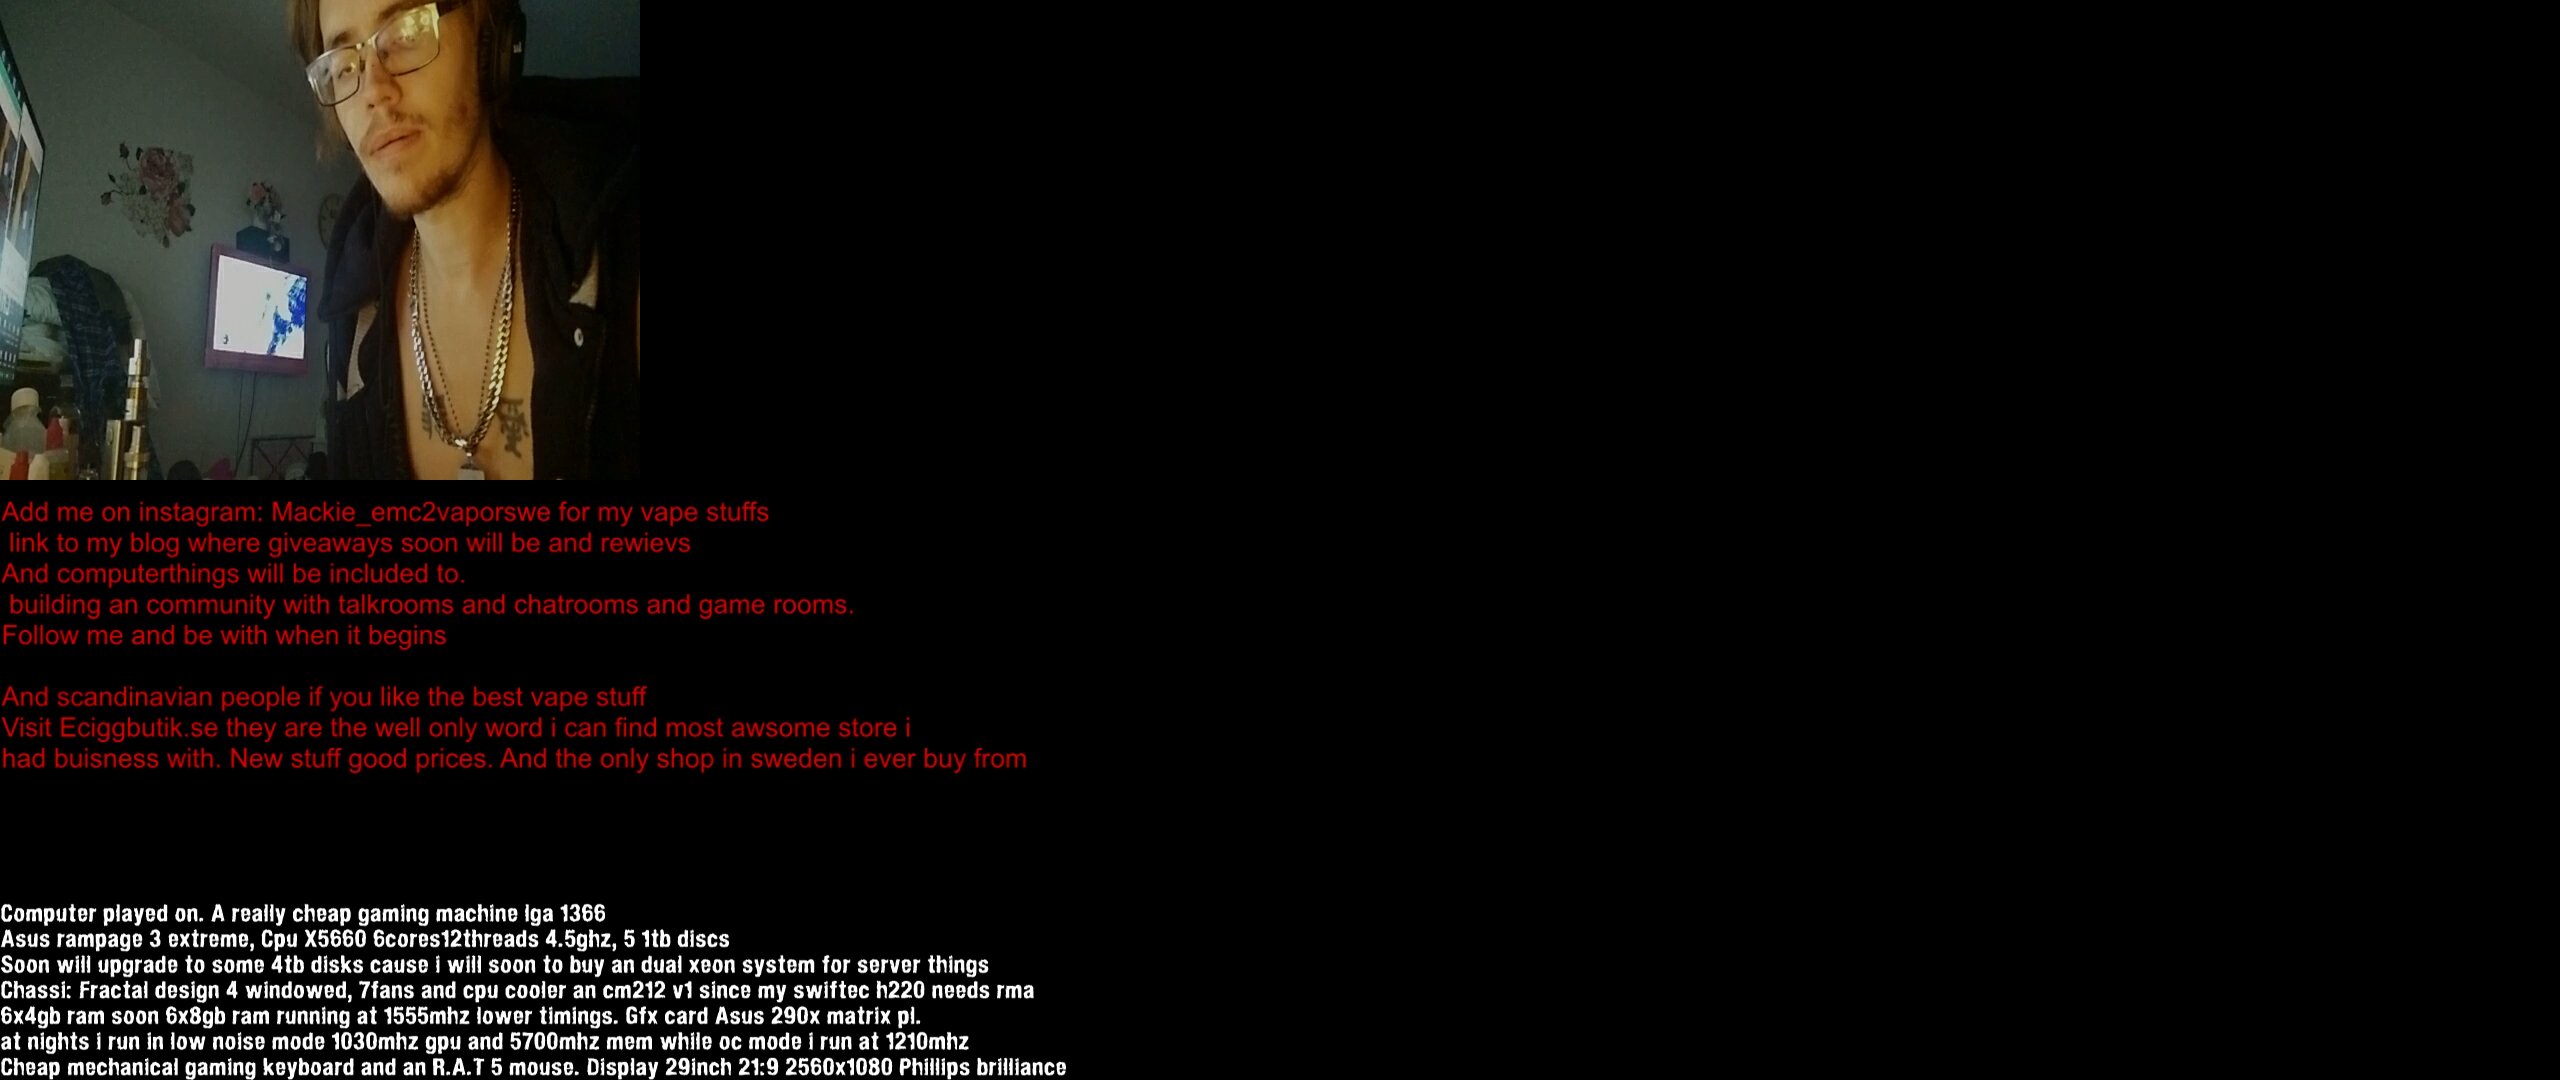 Add me on instagram: Mackie_emc2vaporswe for my vape stuffs
link to my blog where giveaways soon will be and rewievs
And computerthings will be included to.
building an community with talkrooms and chatrooms and game rooms.
Follow me and be with when it begins
And scandinavian people if you like the best vape stuff
Visit Eciggbutik.se they are the well only word i can find most awsome store i
had buisness with. New stuff good prices. And the only shop in sweden i ever buy from
Computer played on. A really cheap gaming machine lga 1366
Asus rampage 3 extreme, Cpu X5660 6cores12threads 4.5ghz, 5 1tb discs
Soon will upgrade to some 4tb disks cause i will soon to buy an dual xeon system for server things
Chassi: Fractal design 4 windowed, 7fans and cpu cooler an cm212 v1 since my swiftec h220 needs rma
6x4gb ram soon 6x8gb ram running at 1555mhz lower timings. Gfx card Asus 290x matrix pl.
at nights i run in low noise mode 1030mhz gpu and 5700mhz mem while oc mode i run at 1210mhz
Cheap mechanical gaming keyboard and an R.A.T 5 mouse. Display 29inch 21:9 2560x1080 Phillips brilliance